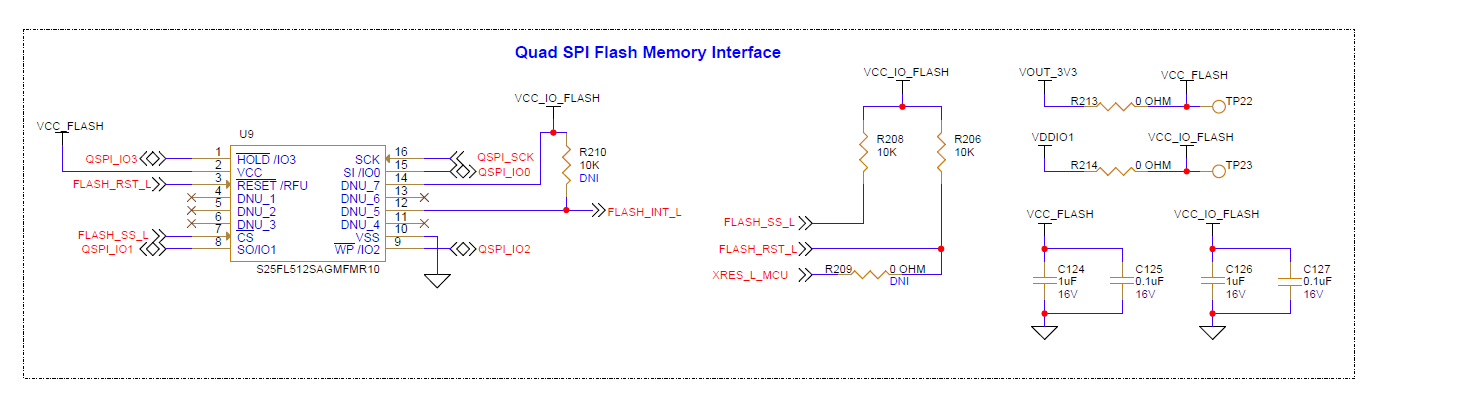 Quad SPI Flash Memory Interface
VCC_FLASH
QSPI_IO3
FLASH_RST_L
FLASH_SS_L
QSPI_IO1
U9
1
2
3
4
5
6
7
8
HOLD /IO3
VCC
RESET /RFU
DNU_1
DNU_2
DNU_3
CS
SO/IO1
SCK
SI /IO0
DNU_7
DNU_6
DNU_5
DNU_4
VSS
WP /IO2
16
15
14
13
12
11
10
9
S25FL512SAGMFMR10
VCC_IO_FLASH
R210
10K
DNI
QSPI_SCK
QSPI_IO0
FLASH_INT_L
QSPI_IO2
VCC_IO_FLASH
R208
10K
R206
10K
FLASH_SS_L
FLASH_RST_L
XRES_L_MCU
R209
0 OHM
DNI
VOUT_3V3
VCC_FLASH
R213
0 OHM
TP22
VDDIO1
VCC_IO_FLASH
R214
0 OHM
TP23
VCC_FLASH
C124
1uF
16V
C125
0.1uF
16V
VCC_IO_FLASH
C126
1uF
16V
C127
0.1uF
16V